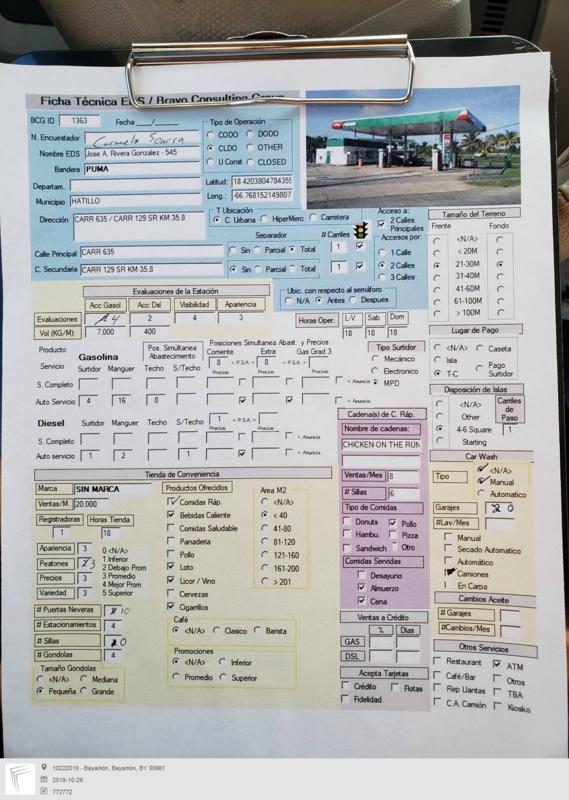 Ficha Técnica EDS / Bravo Consulting Group
BCG ID 1363 Fecha __/__
N. Encuestador Carmelo
Nombre EDS Jose A. Rivera Gonzalez - 545
Bandera PUMA
Departam.
Municipio HATILLO
Dirección CARR 635 / CARR 129 SR KM 35.8
Calle Principal CARR 635
C. Secundaria CARR 129 SR KM 35.8
Tipo de Operación
CODO DODO
CLDO OTHER
U Const CLOSED
Latitud: 18.4203804784355
Long.: -66.768152149807
T Ubicación
C. Urbana HiperMerc Carretera
Separador # Carriles
Sin Parcial Total 1
Sin Parcial Total 1
Ubic. con respecto al semáforo
N/A Antes Despues
Acceso a:
2 Calles Principales
Accesos por:
1 Calle
2 Calles
3 Calles
Tamaño del Terreno
Frente Fondo
<N/A>
< 20M
21-30M
31-40M
41-60M
61-100M
> 100M
Evaluaciones de la Estación
Acc Gasol Acc Dsl Visibilidad Apariencia
Evaluaciones 4 2 4 3
Vol (KG/M): 7,000 400
Horas Oper. L-V Sab Dom
18 18 18
Lugar de Pago
<N/A> Caseta
Isla Pago Surtidor
T-C
Producto Gasolina
Servicio Surtidor Manguer
Pos. Simúltánea Abastecimiento
Techo S/Techo
Posiciones Simultanea Abast. y Precios
Corriente Extra Gas Grad 3
8 < P.S.A. > 8 < P.S.A. >
Precios Precios Precios
S. Completo < Anuncia
Auto Servicio 4 16 8 < Anuncia
Tipo Surtidor
Mecánico
Electronico
MPD
Diesel Surtidor Manguer Techo S/Techo 1 < P.S.A. >
Precios
S. Completo < Anuncia
Auto servicio 1 2 1 < Anuncia
Disposición de Islas
<N/A>
Other
4-6 Square
Starting
Carriles de Paso
1
Cadena(s) de C. Ráp.
Nombre de cadenas:
CHICKEN ON THE RUN
Ventas/Mes 8
# Sillas 6
Tipo de Comidas
Donuts Pollo
Hambu. Pizza
Sandwich Otro
Comidas Servidas
Desayuno
Almuerzo
Cena
Ventas a Crédito
% Dias
GAS
DSL
Acepta Tarjetas
Crédito Flotas
Fidelidad
Car Wash
Tipo <N/A>
Manual
Automatico
Garajes 0
#Lav/Mes
Manual
Secado Automatico
Automático
Camiones
En Carpa
Cambios Aceite
# Garajes
#Cambios/Mes
Otros Servicios
Restaurant ATM
Café/Bar Otros
Rep Llantas TBA
C.A. Camión Kiosko
Tienda de Conveniencia
Marca SIN MARCA
Ventas/M 20,000
Registradoras Horas Tienda
1 18
Apariencia 3
Peatones 3
Precios 3
Variedad 3
0 <N/A>
1 Inferior
2 Debajo Prom
3 Promedio
4 Mejor Prom
5 Superior
# Puertas Neveras 10
# Estacionamientos 4
# Sillas 0
# Gondolas 4
Tamaño Gondolas
<N/A> Mediana
Pequeña Grande
Productos Ofrecidos
Comidas Ráp.
Bebidas Caliente
Comidas Saludable
Panaderia
Pollo
Loto
Licor / Vino
Cervezas
Cigarillos
Area M2
<N/A>
< 40
41-80
81-120
121-160
161-200
> 201
Café
<N/A> Clasico Barista
Promociones
<N/A> Inferior
Promedio Superior
10222019 - Bayamón, Bayamón, BY 00961
2019-10-29
772772